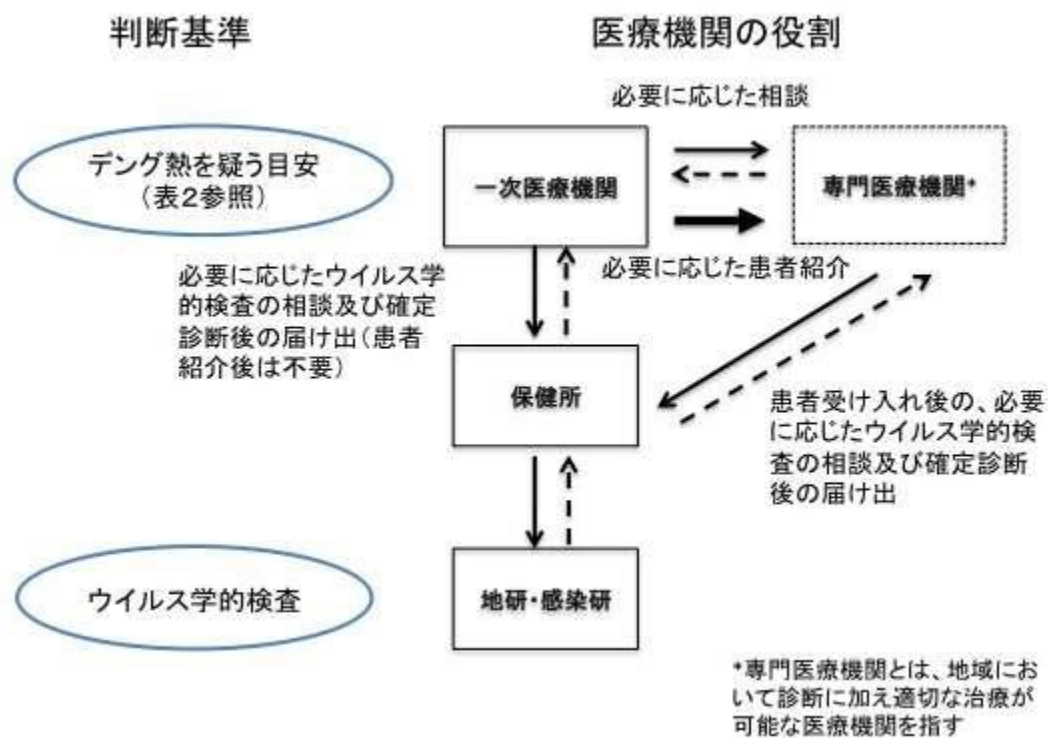 判断基準
医療機関の役割
必要に応じた相談
デング熱を疑う目安
(表2参照)
一次医療機関
専門医療機関*
必要に応じた患者紹介
必要に応じたウイルス学
的検査の相談及び確定
診断後の届け出(患者
紹介後は不要)
保健所
患者受け入れ後の、必要
に応じたウイルス学的検
査の相談及び確定診断
後の届け出
ウイルス学的検査
地研・感染研
*専門医療機関とは、地域にお
いて診断に加え適切な治療が
可能な医療機関を指す